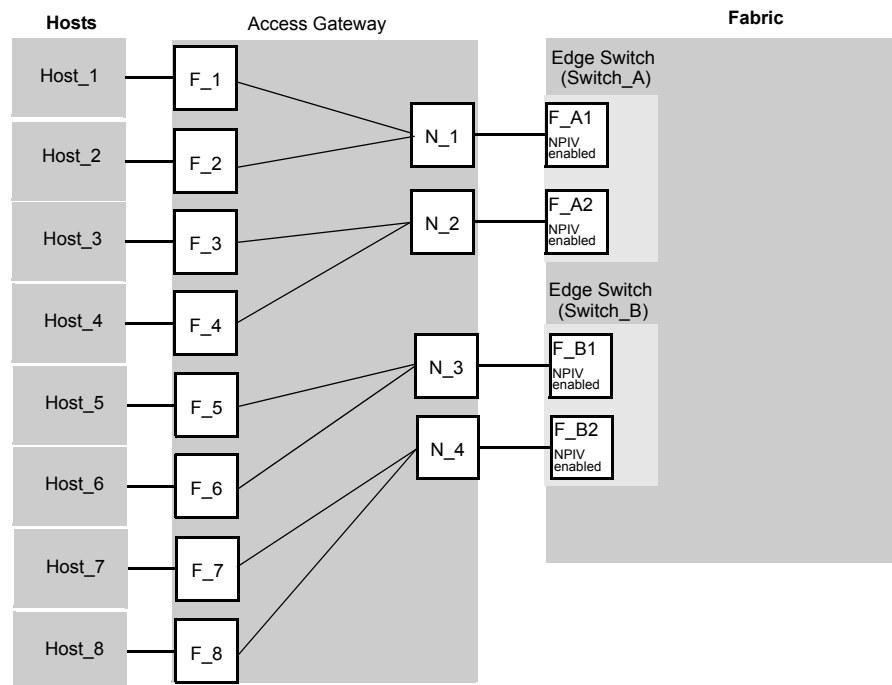 Hosts
Access Gateway
Fabric
Host_1
Host_2
Host_3
Host_4
Host_5
Host_6
Host_7
Host_8
F_1
F_2
F_3
F_4
F_5
F_6
F_7
F_8
N_1
N_2
N_3
N_4
Edge Switch
(Switch_A)
F_A1
NPIV
enabled
F_A2
NPIV
enabled
Edge Switch
(Switch_B)
F_B1
NPIV
enabled
F_B2
NPIV
enabled